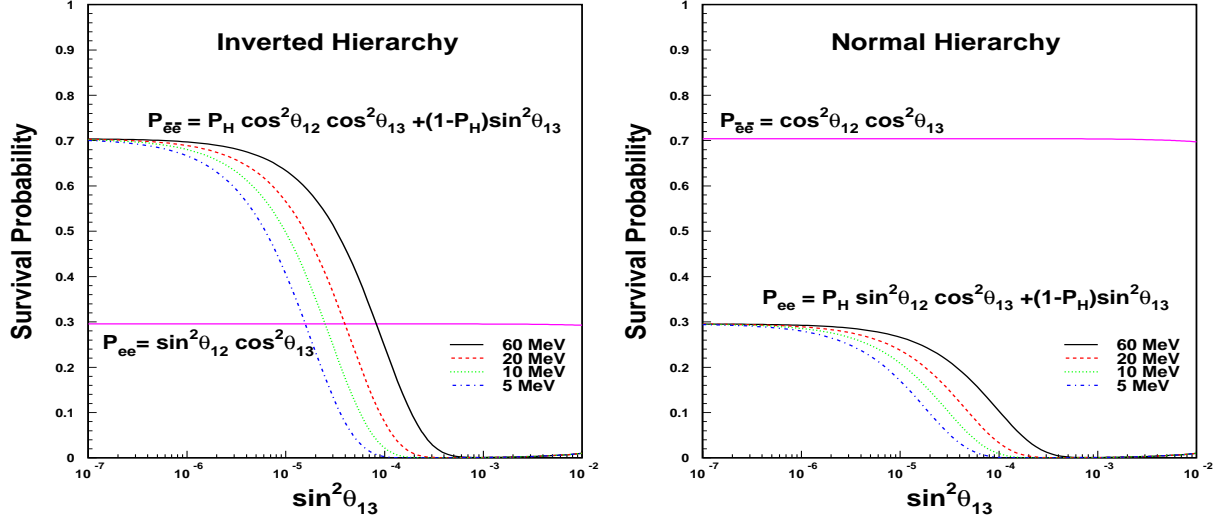 Inverted Hierarchy
P_ēē = P_H cos²θ₁₂ cos²θ₁₃ +(1-P_H)sin²θ₁₃
P_ee = sin²θ₁₂ cos²θ₁₃
60 MeV
20 MeV
10 MeV
5 MeV
Survival Probability
1
0.9
0.8
0.7
0.6
0.5
0.4
0.3
0.2
0.1
0
10⁻⁷ 10⁻⁶ 10⁻⁵ 10⁻⁴ 10⁻³ 10⁻²
sin²θ₁₃
Normal Hierarchy
P_ēē = cos²θ₁₂ cos²θ₁₃
P_ee = P_H sin²θ₁₂ cos²θ₁₃ +(1-P_H)sin²θ₁₃
60 MeV
20 MeV
10 MeV
5 MeV
Survival Probability
1
0.9
0.8
0.7
0.6
0.5
0.4
0.3
0.2
0.1
0
10⁻⁷ 10⁻⁶ 10⁻⁵ 10⁻⁴ 10⁻³ 10⁻²
sin²θ₁₃